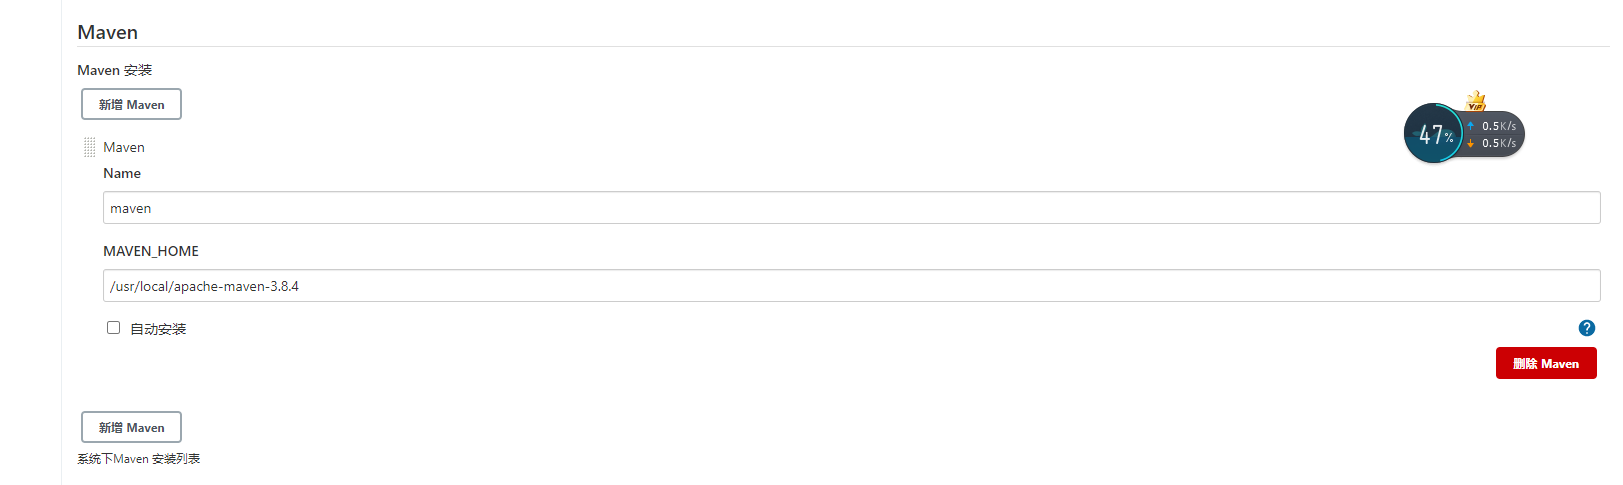 Maven
Maven 安装
新增 Maven
VIP
47%
0.5K/s
0.5K/s
Maven
Name
maven
MAVEN_HOME
/usr/local/apache-maven-3.8.4
自动安装
?
删除 Maven
新增 Maven
系统下Maven 安装列表